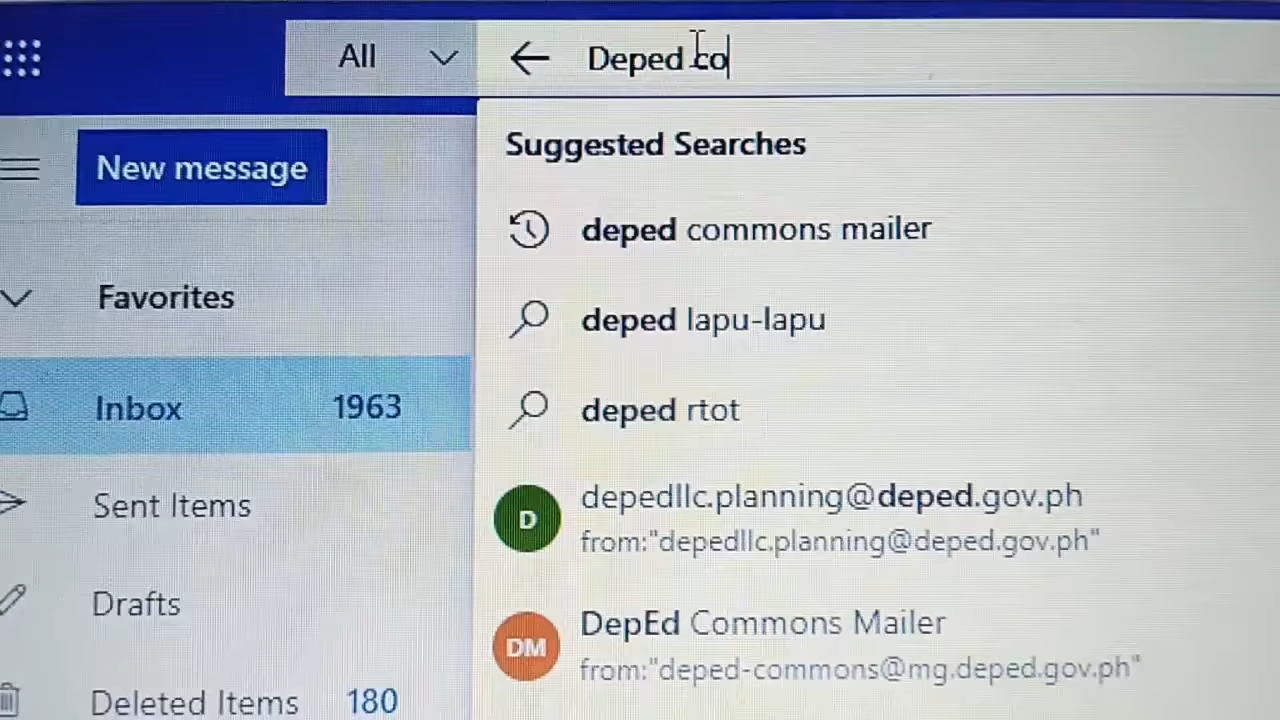 All
Deped co
New message
Favorites
Inbox 1963
Sent Items
Drafts
Deleted Items 180
Suggested Searches
deped commons mailer
deped lapu-lapu
deped rtot
D
depedllc.planning@deped.gov.ph
from:"depedllc.planning@deped.gov.ph"
DM
DepEd Commons Mailer
from:"deped-commons@mg.deped.gov.ph"